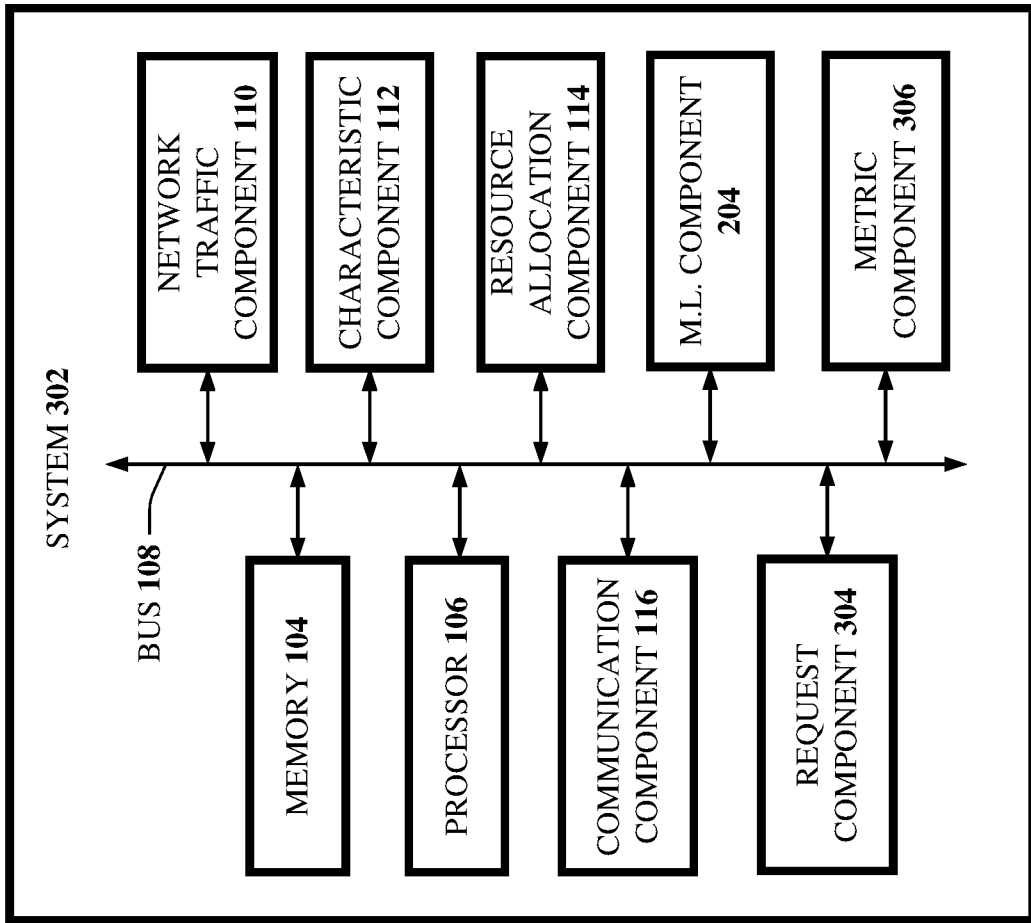 SYSTEM 302
BUS 108
MEMORY 104
PROCESSOR 106
COMMUNICATION
COMPONENT 116
REQUEST
COMPONENT 304
NETWORK
TRAFFIC
COMPONENT 110
CHARACTERISTIC
COMPONENT 112
RESOURCE
ALLOCATION
COMPONENT 114
M.L. COMPONENT
204
METRIC
COMPONENT 306